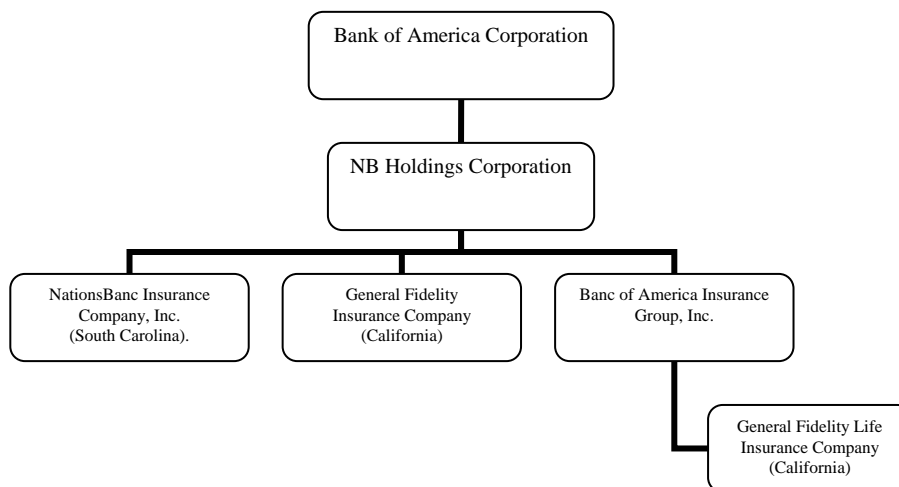 Bank of America Corporation
NB Holdings Corporation
NationsBanc Insurance
Company, Inc.
(South Carolina).
General Fidelity
Insurance Company
(California)
Banc of America Insurance
Group, Inc.
General Fidelity Life
Insurance Company
(California)